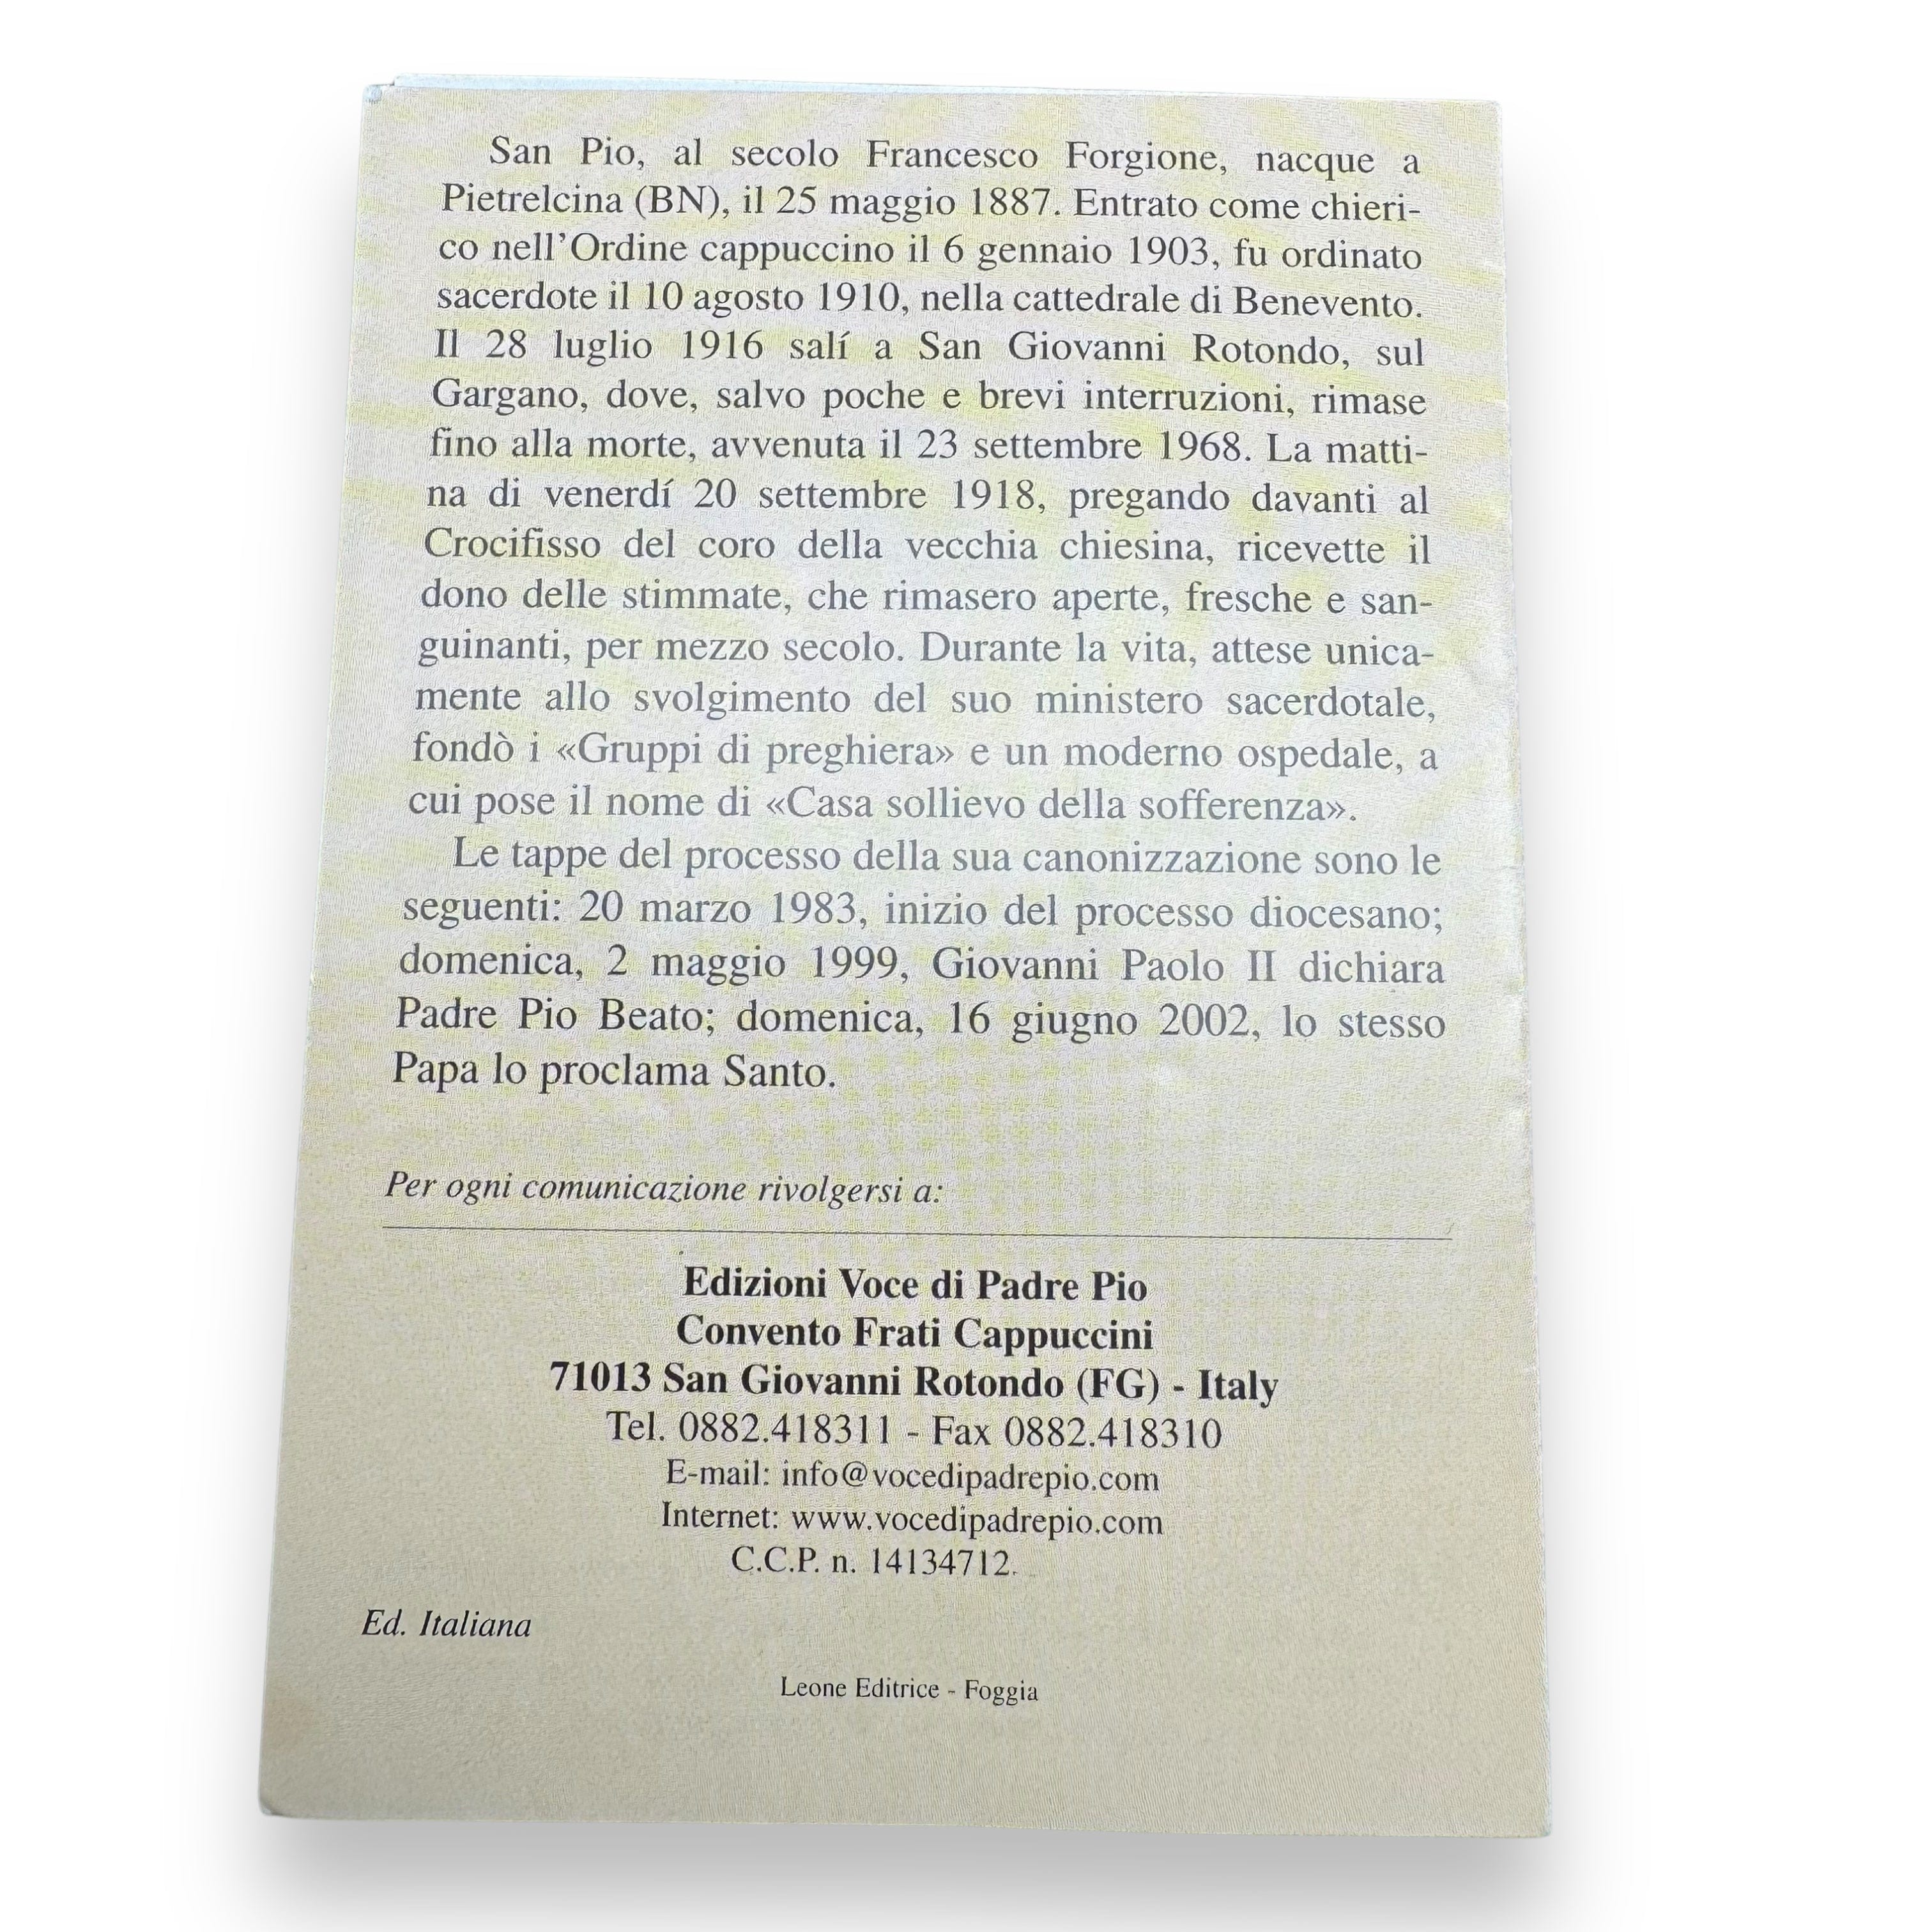 San Pio, al secolo Francesco Forgione, nacque a
Pietrelcina (BN), il 25 maggio 1887. Entrato come chieri-
co nell’Ordine cappuccino il 6 gennaio 1903, fu ordinato
sacerdote il 10 agosto 1910, nella cattedrale di Benevento.
Il 28 luglio 1916 salí a San Giovanni Rotondo, sul
Gargano, dove, salvo poche e brevi interruzioni, rimase
fino alla morte, avvenuta il 23 settembre 1968. La matti-
na di venerdí 20 settembre 1918, pregando davanti al
Crocifisso del coro della vecchia chiesina, ricevette il
dono delle stimmate, che rimasero aperte, fresche e san-
guinanti, per mezzo secolo. Durante la vita, attese unica-
mente allo svolgimento del suo ministero sacerdotale,
fondò i «Gruppi di preghiera» e un moderno ospedale, a
cui pose il nome di «Casa sollievo della sofferenza».
Le tappe del processo della sua canonizzazione sono le
seguenti: 20 marzo 1983, inizio del processo diocesano;
domenica, 2 maggio 1999, Giovanni Paolo II dichiara
Padre Pio Beato; domenica, 16 giugno 2002, lo stesso
Papa lo proclama Santo.
Per ogni comunicazione rivolgersi a:
Edizioni Voce di Padre Pio
Convento Frati Cappuccini
71013 San Giovanni Rotondo (FG) - Italy
Tel. 0882.418311 - Fax 0882.418310
E-mail: info@vocedipadrepio.com
Internet: www.vocedipadrepio.com
C.C.P. n. 14134712.
Ed. Italiana
Leone Editrice - Foggia